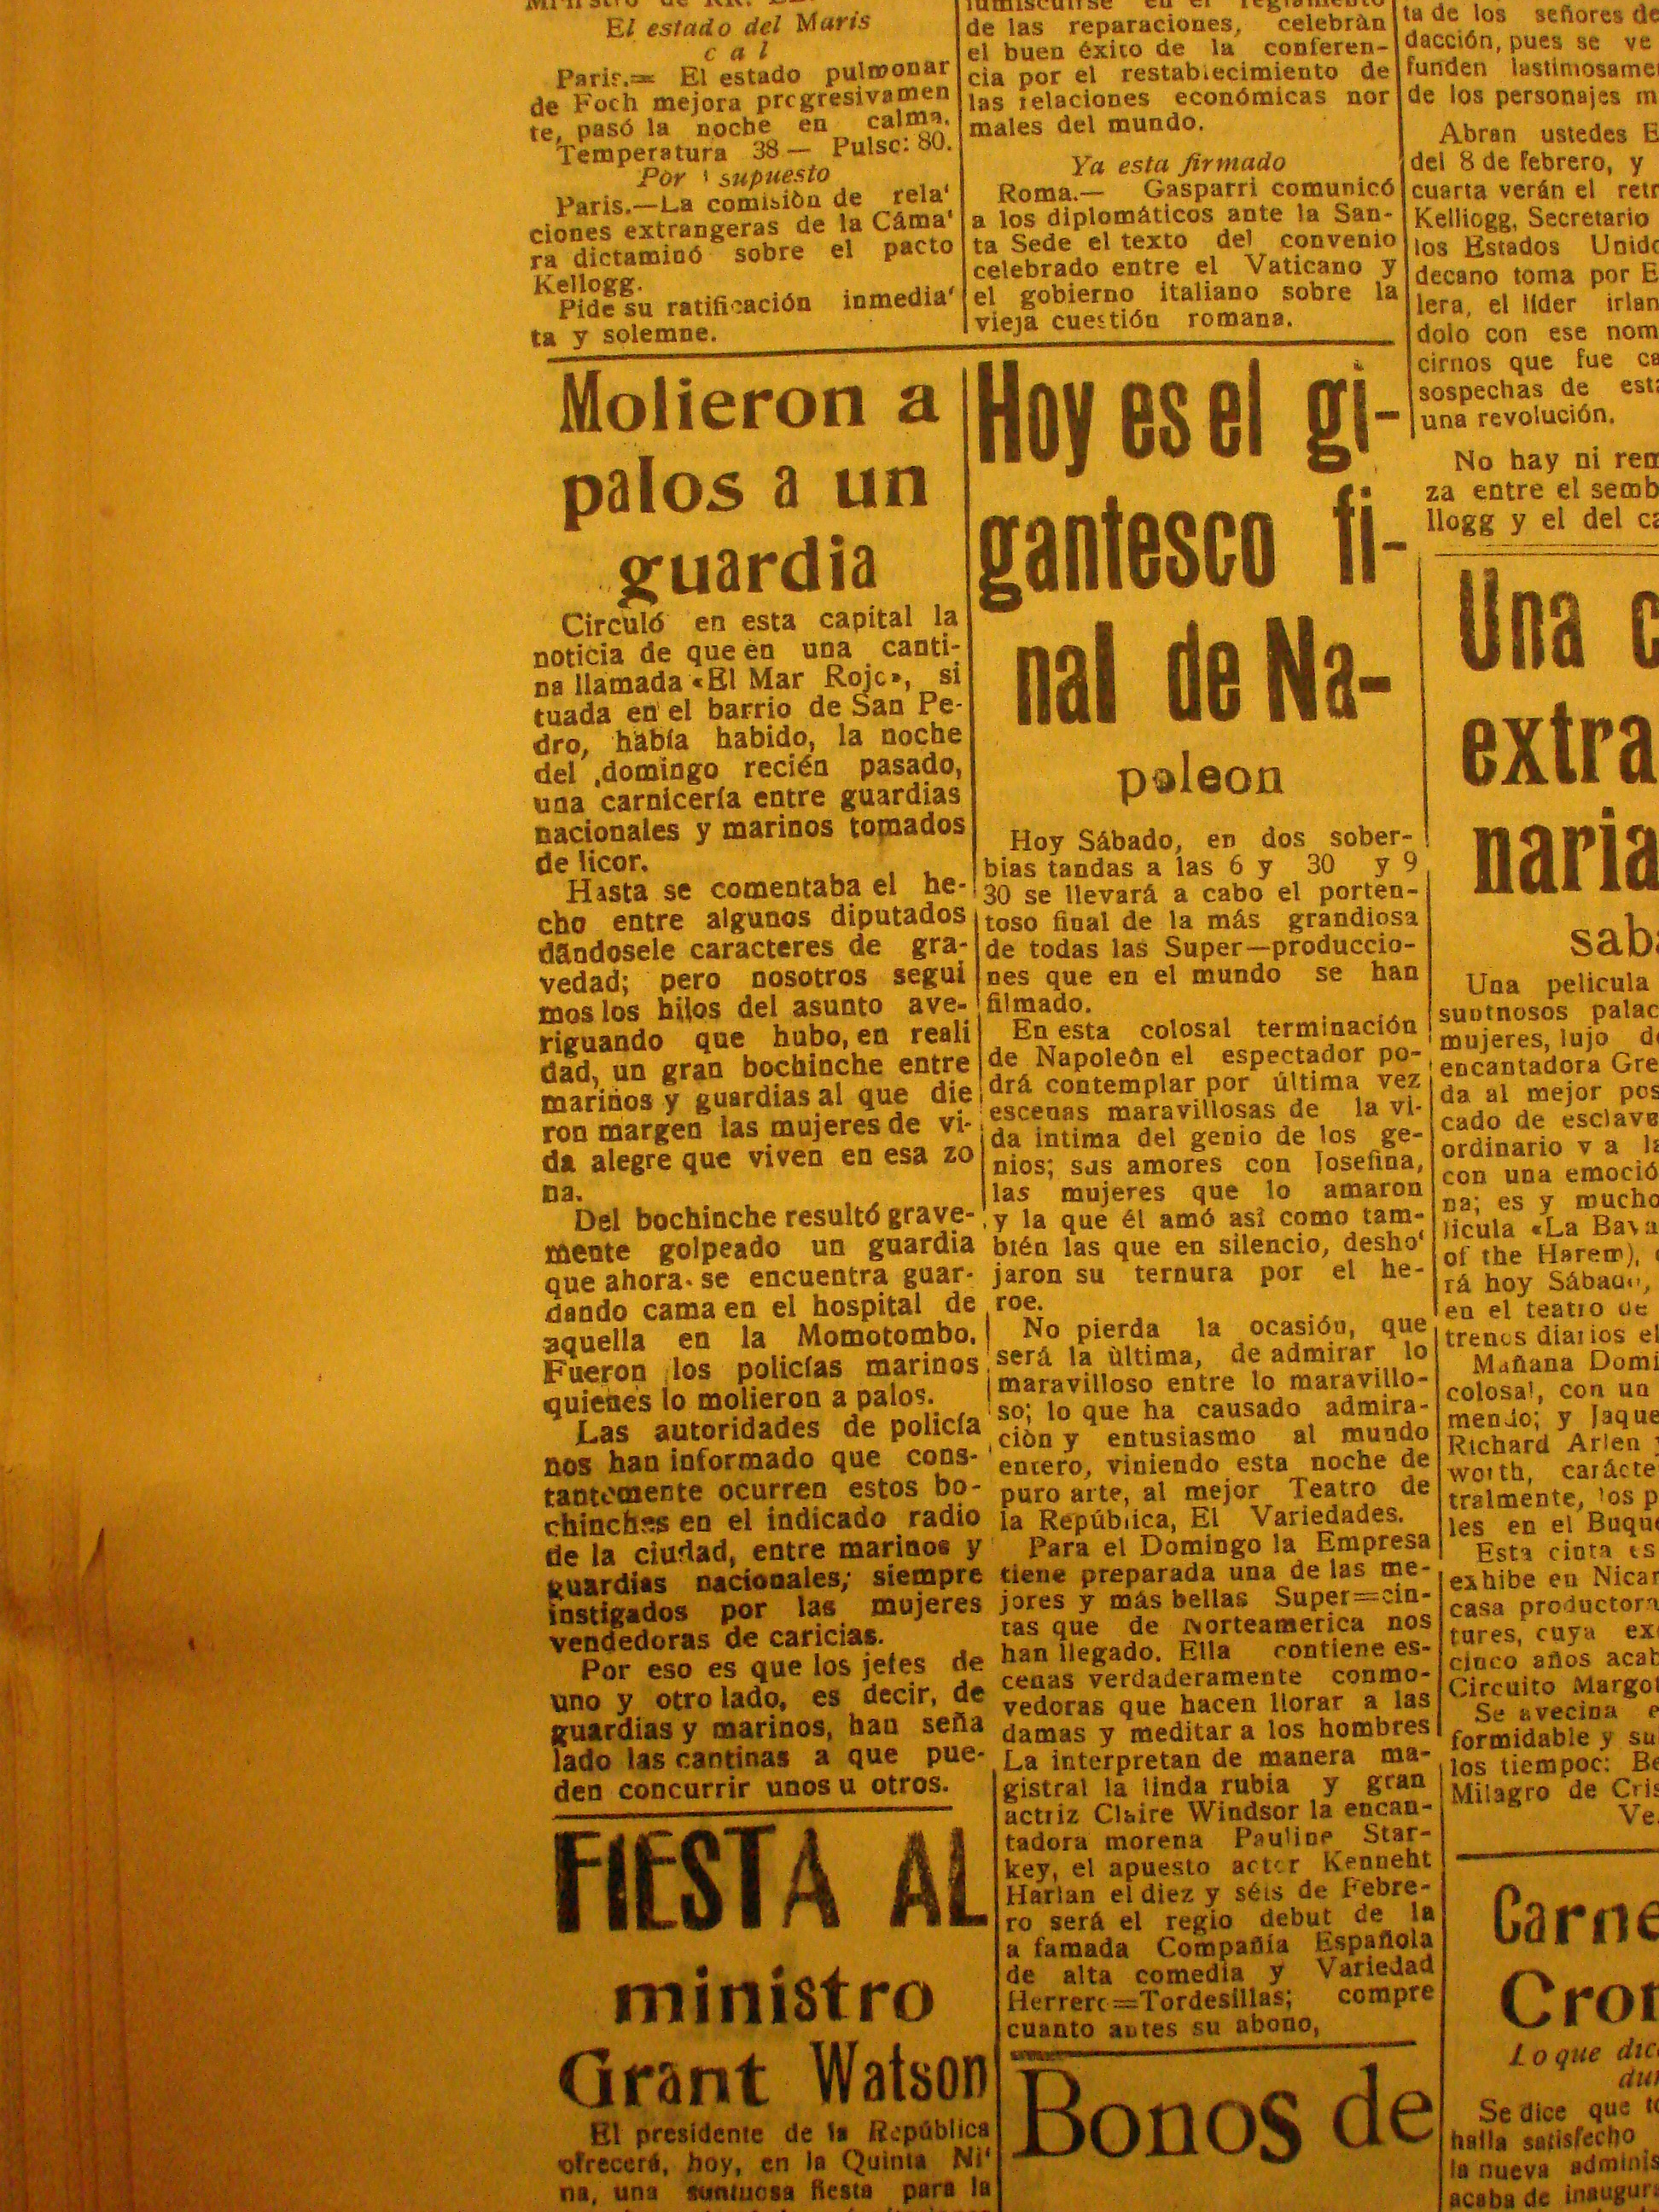 El estado del Maris
cal
Paris.= El estado pulmonar
de Foch mejora progresivamen
te, pasó la noche en calma.
Temperatura 38— Pulso: 80.
Por supuesto
Paris.—La comisiòn de rela'
ciones extrangeras de la Cáma'
ra dictaminó sobre el pacto
Kellogg.
Pide su ratificación inmedia'
ta y solemne.
Molieron a
palos a un
guardia
Circuló en esta capital la
noticia de que en una canti-
na llamada «El Mar Rojo», si
tuada en el barrio de San Pe-
dro, había habido, la noche
del domingo recién pasado,
una carnicería entre guardias
nacionales y marinos tomados
de licor.
Hasta se comentaba el he-
cho entre algunos diputados
dãndosele caracteres de gra-
vedad; pero nosotros segui
mos los hilos del asunto ave-
riguando que hubo, en reali
dad, un gran bochinche entre
marinos y guardias al que die
ron margen las mujeres de vi-
da alegre que viven en esa zo
na.
Del bochinche resultó grave-
mente golpeado un guardia
que ahora se encuentra guar-
dando cama en el hospital de
aquella en la Momotombo.
Fueron los policías marinos
quienes lo molieron a palos.
Las autoridades de policía
nos han informado que cons-
tantemente ocurren estos bo-
chinches en el indicado radio
de la ciudad, entre marinos y
guardias nacionales; siempre
instigados por las mujeres
vendedoras de caricias.
Por eso es que los jefes de
uno y otro lado, es decir, de
guardias y marinos, han seña
lado las cantinas a que pue-
den concurrir unos u otros.
FIESTA AL
ministro
Grant Watson
El presidente de la República
ofrecerá, hoy, en la Quinta Ni'
na, una suntuosa fiesta para la
de las reparaciones, celebràn
el buen éxito de la conferen-
cia por el restablecimiento de
las relaciones económicas nor
males del mundo.
Ya esta firmado
Roma.— Gasparri comunicó
a los diplomáticos ante la San-
ta Sede el texto del convenio
celebrado entre el Vaticano y
el gobierno italiano sobre la
vieja cuestión romana.
Hoy es el gi-
gantesco fi-
nal de Na-
poleon
Hoy Sábado, en dos sober-
bias tandas a las 6 y 30 y 9
30 se llevará a cabo el porten-
toso final de la más grandiosa
de todas las Super—produccio-
nes que en el mundo se han
filmado.
En esta colosal terminación
de Napoleôn el espectador po-
drá contemplar por última vez
escenas maravillosas de la vi-
da intima del genio de los ge-
nios; sus amores con Josefina,
las mujeres que lo amaron
y la que él amó asî como tam-
bién las que en silencio, desho'
jaron su ternura por el he-
roe.
No pierda la ocasión, que
será la ùltima, de admirar lo
maravilloso entre lo maravillo-
so; lo que ha causado admira-
ciòn y entusiasmo al mundo
entero, viniendo esta noche de
puro arte, al mejor Teatro de
la República, El Variedades.
Para el Domingo la Empresa
tiene preparada una de las me-
jores y más bellas Super=cin-
tas que de Norteamerica nos
han llegado. Ella contiene es-
cenas verdaderamente conmo-
vedoras que hacen llorar a las
damas y meditar a los hombres
La interpretan de manera ma-
gistral la linda rubia y gran
actriz Claire Windsor la encan-
tadora morena Pauline Star-
key, el apuesto actor Kenneht
Harlan el diez y séis de Febre-
ro será el regio debut de la
a famada Compañia Española
de alta comedia y Variedad
Herrero=Tordesillas; compre
cuanto antes su abono,
Bonos de
ta de los señores de
dacción, pues se ve
funden lastimosame
de los personajes m
Abran ustedes E
del 8 de febrero, y
cuarta verán el retr
Kelliogg, Secretario
los Estados Unido
decano toma por E
lera, el líder irlan
dolo con ese nom
cirnos que fue ca
sospechas de esta
una revolución.
No hay ni rem
za entre el semb
llogg y el del ca
Una c
extra
naria
saba
Una pelicula
suntnosos palac
mujeres, lujo d
encantadora Gre
da al mejor pos
cado de esclava
ordinario y a la
con una emoció
na; es y mucho
licula «La Baya
of the Harem),
rá hoy Sábado,
en el teatro de
trenos diarios el
Mañana Domi
colosal, con un
mendo; y Jaque
Richard Arlen y
worth, carácte
tralmente, los p
les en el Buqu
Esta cinta es
exhibe en Nicar
casa productora
tures, cuya ex
cinco años acab
Circuito Margot
Se avecina e
formidable y su
los tiempoc: Be
Milagro de Cris
Ve
Carne
Cron
Lo que dic
dur
Se dice que to
halla satisfecho
la nueva adminis
acaba de inaugur